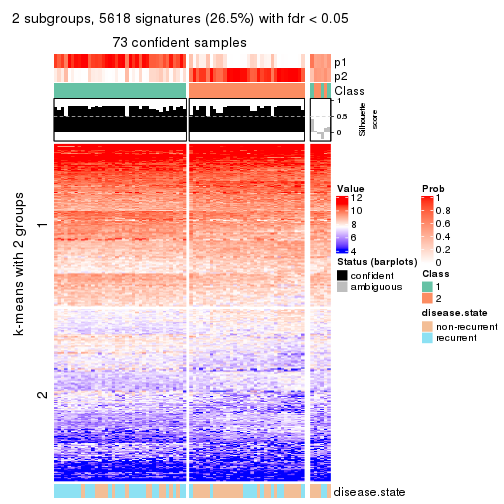 2 subgroups, 5618 signatures (26.5%) with fdr < 0.05
73 confident samples
p1
p2
Class
1
0.5
0
Silhouette
score
k-means with 2 groups
1
2
disease.state
Value
12
10
8
6
4
Status (barplots)
confident
ambiguous
Prob
1
0.8
0.6
0.4
0.2
0
Class
1
2
disease.state
non-recurrent
recurrent